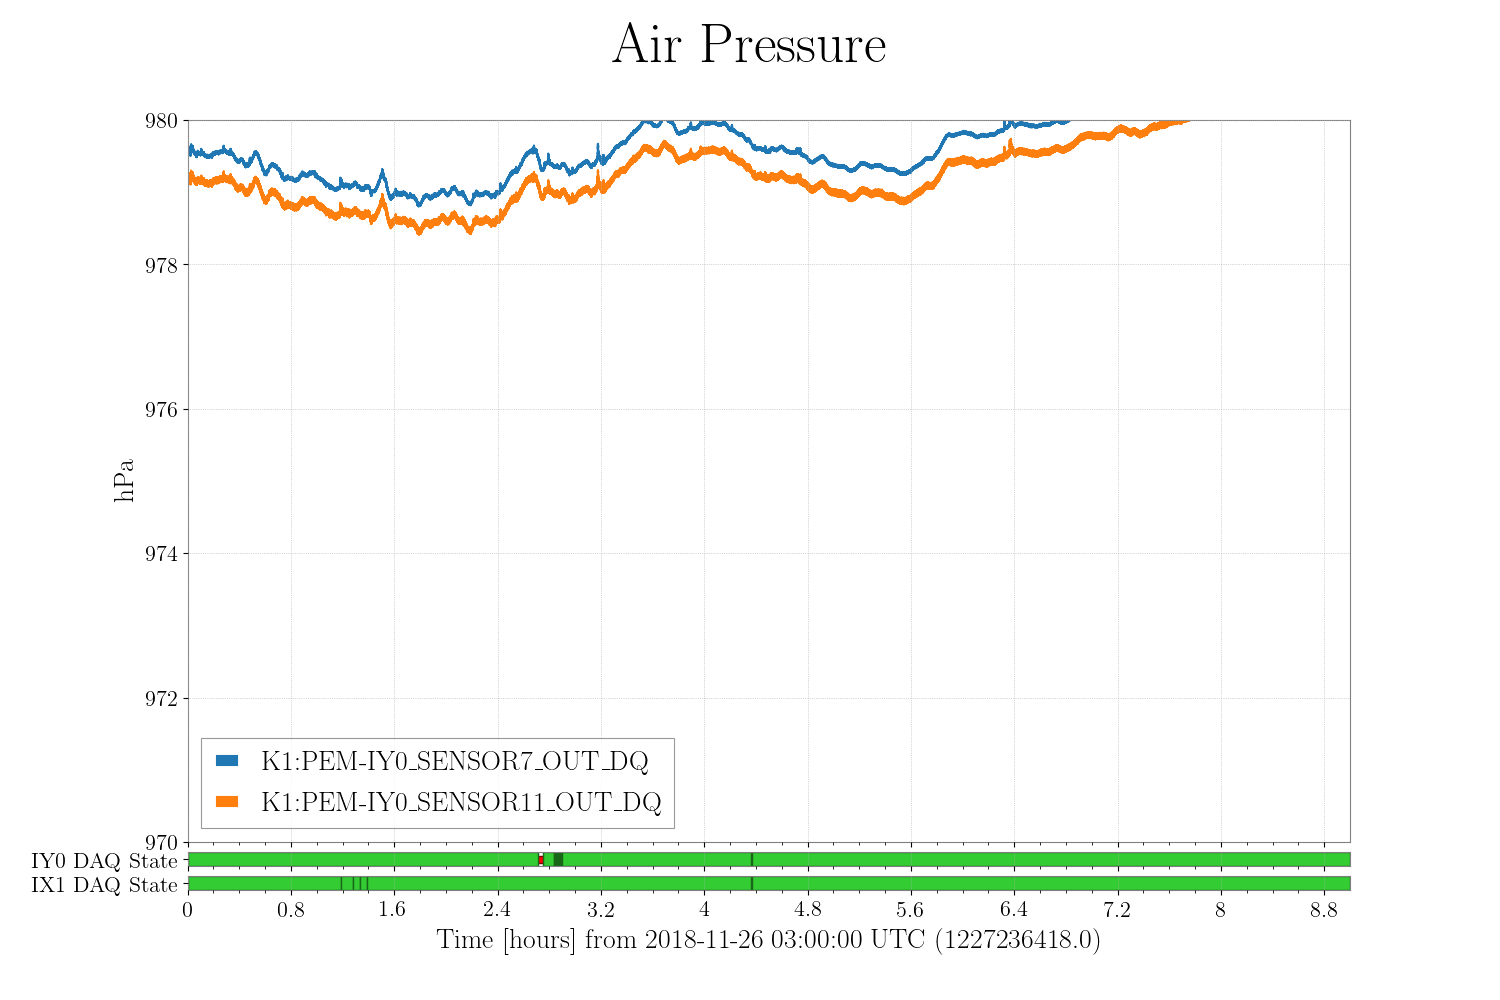 Air Pressure
980
978
976
974
972
970
hPa
K1:PEM-IY0_SENSOR7_OUT_DQ
K1:PEM-IY0_SENSOR11_OUT_DQ
IY0 DAQ State
IX1 DAQ State
0 0.8 1.6 2.4 3.2 4 4.8 5.6 6.4 7.2 8 8.8
Time [hours] from 2018-11-26 03:00:00 UTC (1227236418.0)